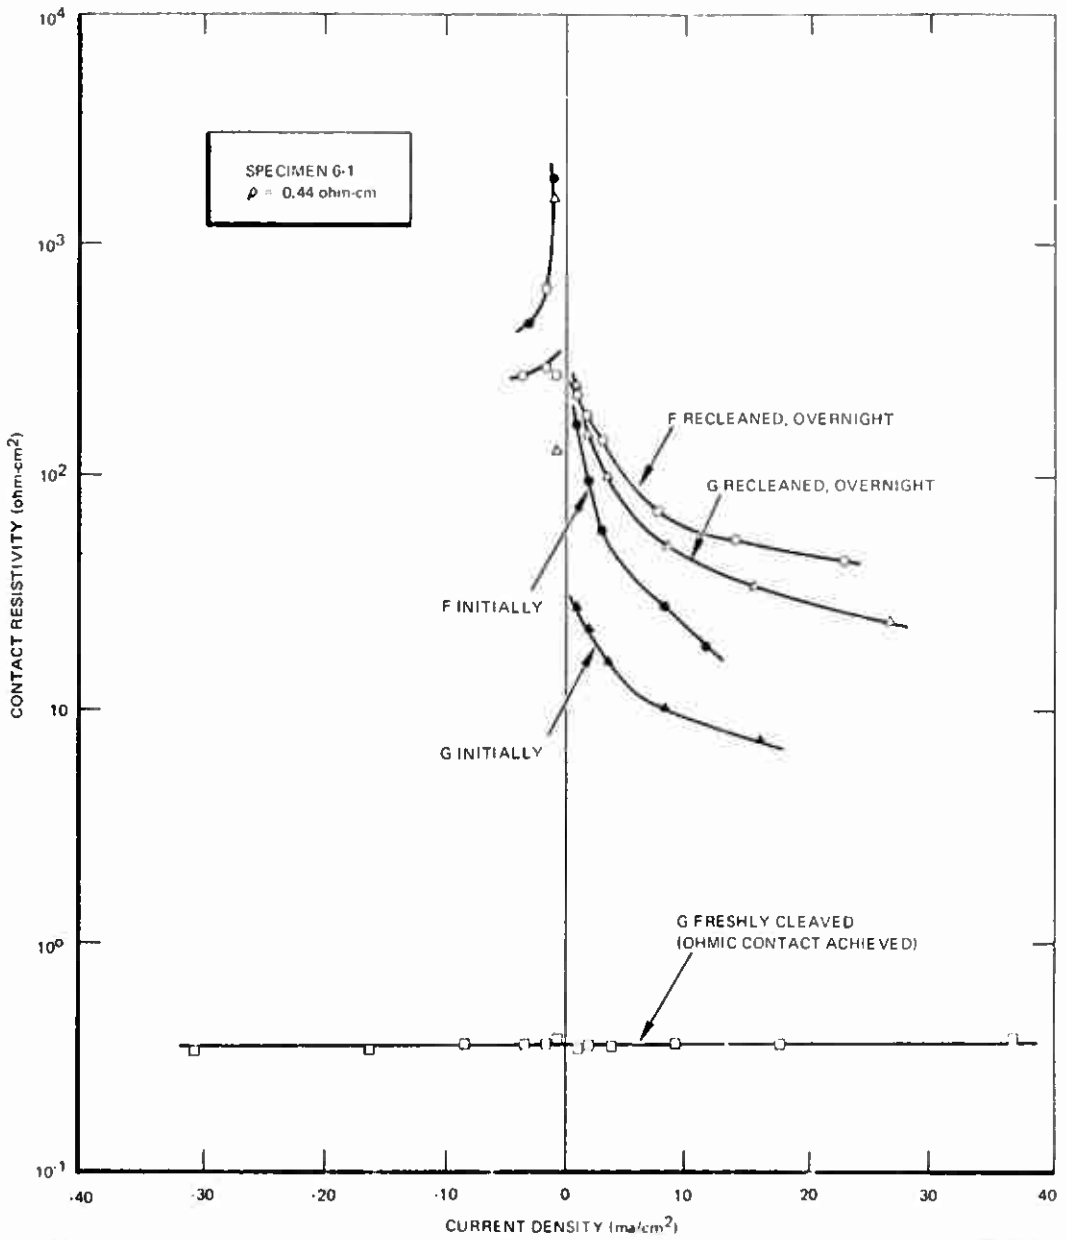 10⁴
SPECIMEN 6-1
ρ = 0.44 ohm-cm
10³
F RECLEANED, OVERNIGHT
10²
G RECLEANED, OVERNIGHT
CONTACT RESISTIVITY (ohm-cm²)
F INITIALLY
10
G INITIALLY
G FRESHLY CLEAVED
(OHMIC CONTACT ACHIEVED)
10⁰
10⁻¹
-40 -30 -20 -10 0 10 20 30 40
CURRENT DENSITY (ma/cm²)